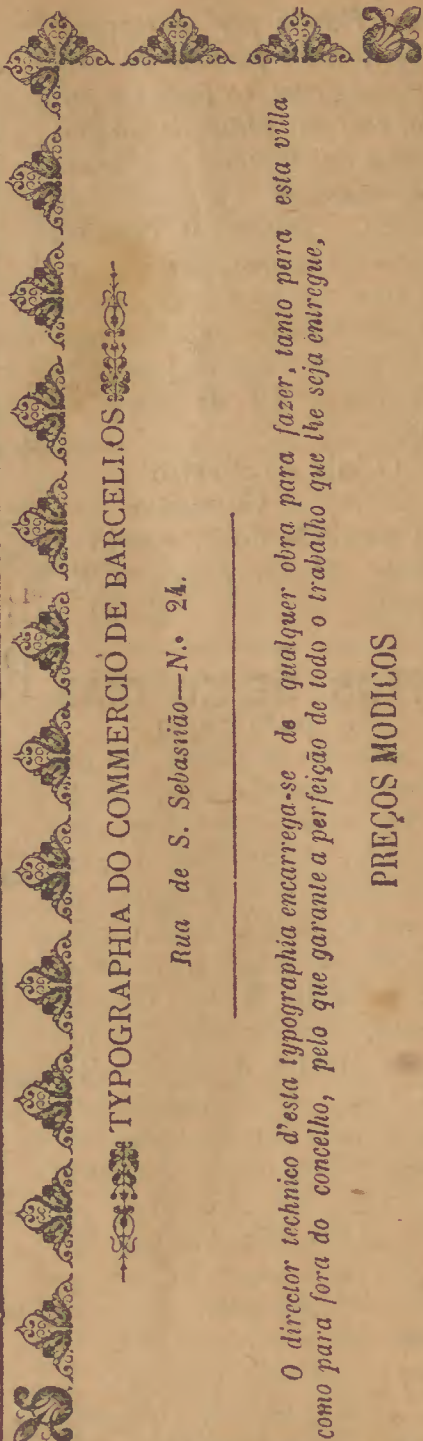 TYPOGRAPHIA DO COMMERCIO DE BARCELLOS
Rua de S. Sebastião—N.º 24.
O director technico d'esta typographia encarrega-se de qualquer obra para fazer, tanto para esta villa
como para fora do concelho, pelo que garante a perfeição de todo o trabalho que lhe seja entregue,
PREÇOS MODICOS